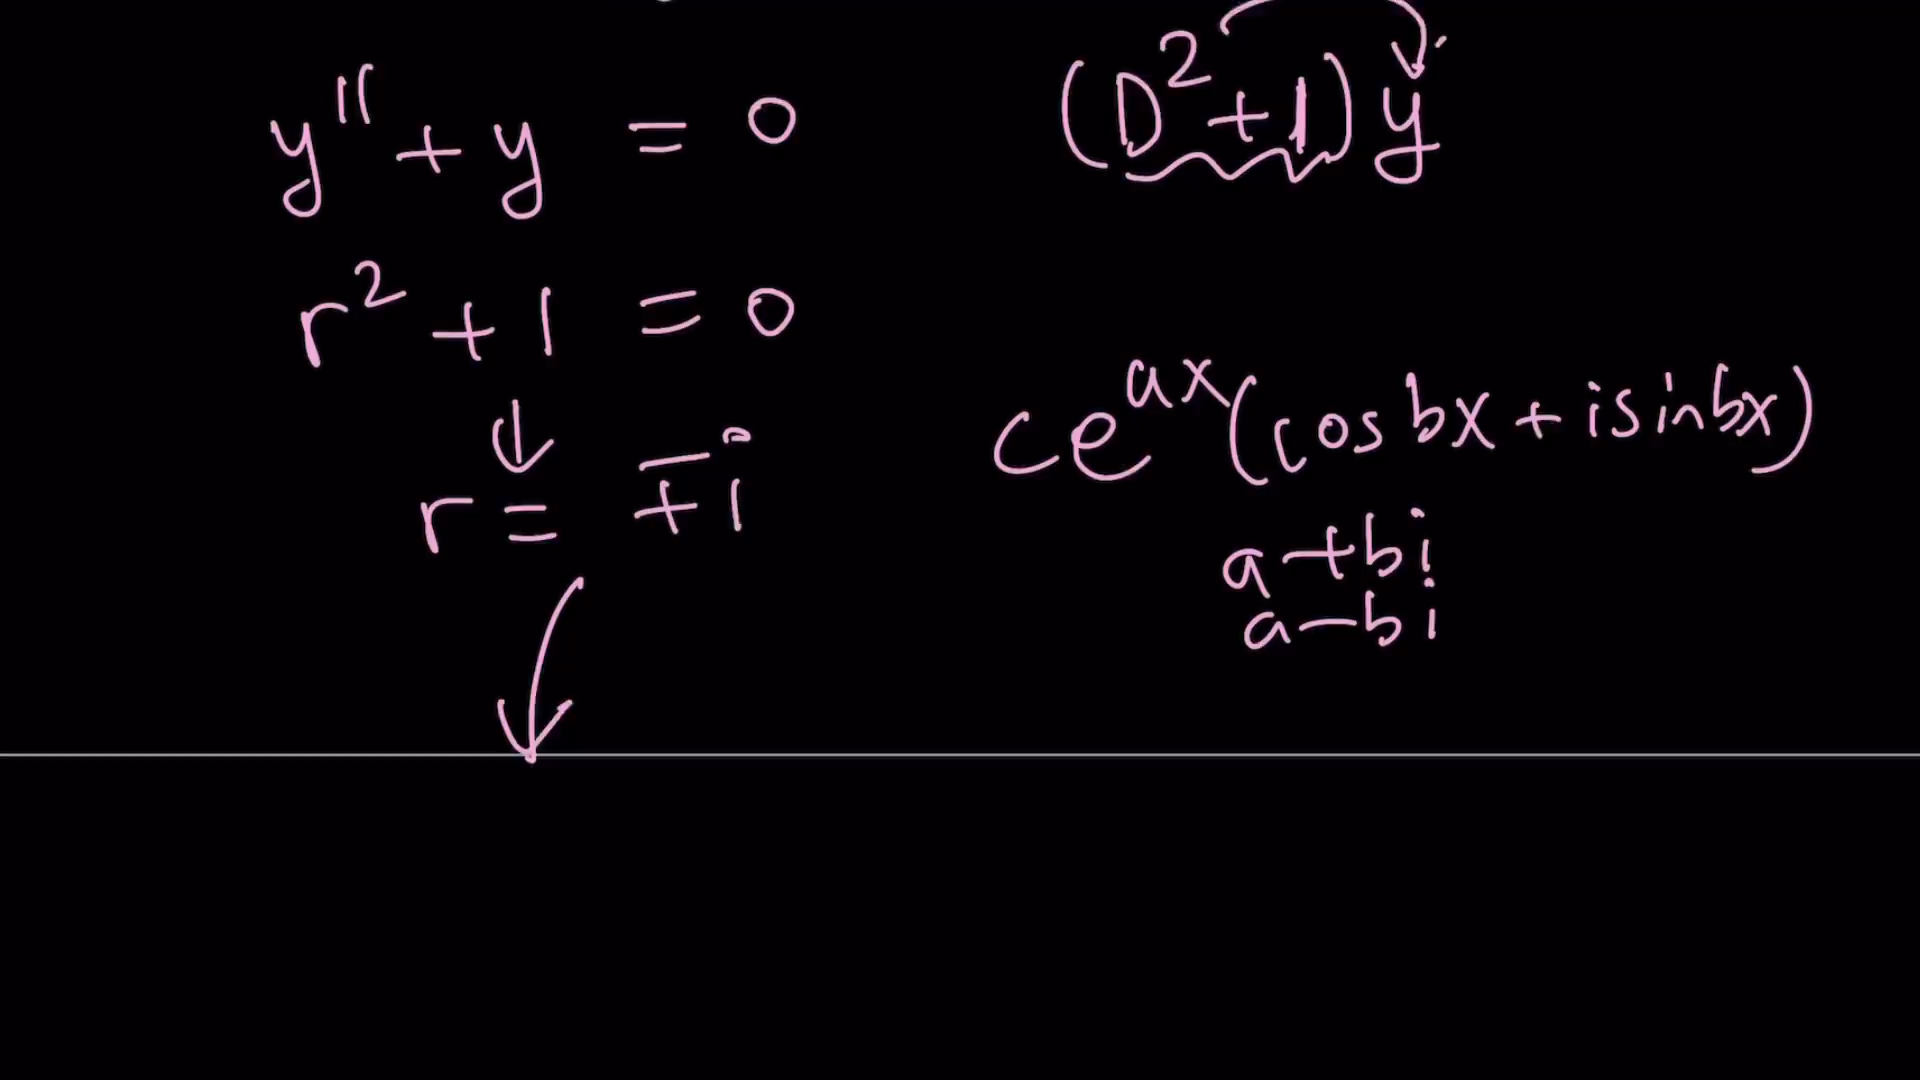 y'' + y = 0
(D² + 1) y
r² + 1 = 0
r = ∓ i
ce^{ax} (cos bx + i sin bx)
a + bi
a − bi